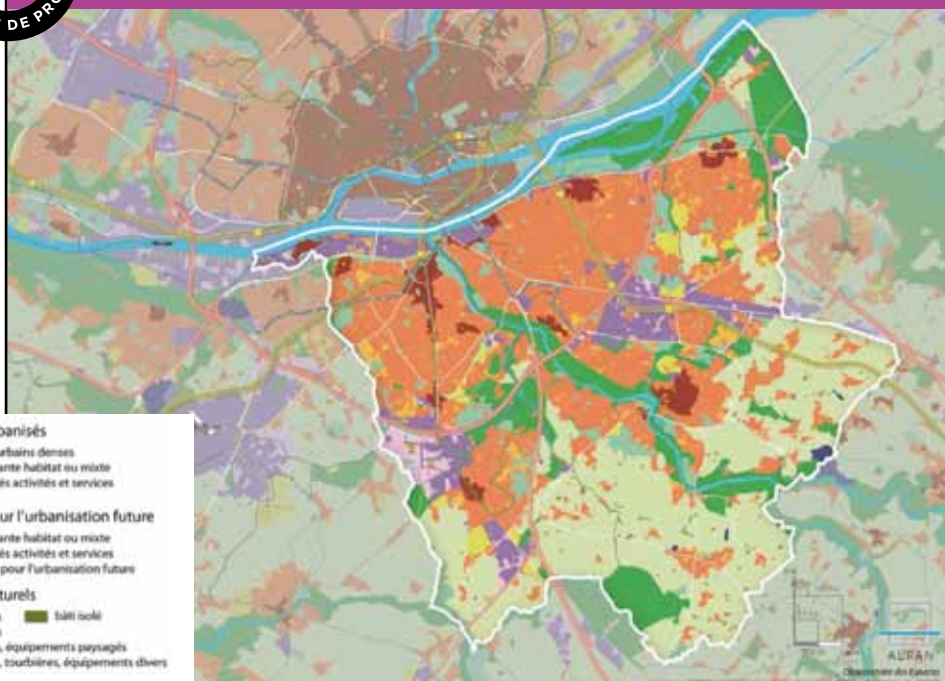 DE PRO
banisés
urbains denses
ante habitat ou mixte
és activités et services
ur l'urbanisation future
ante habitat ou mixte
és activités et services
pour l'urbanisation future
turels
bâti isolé
, équipements paysagés
, tourbières, équipements divers
AURAN